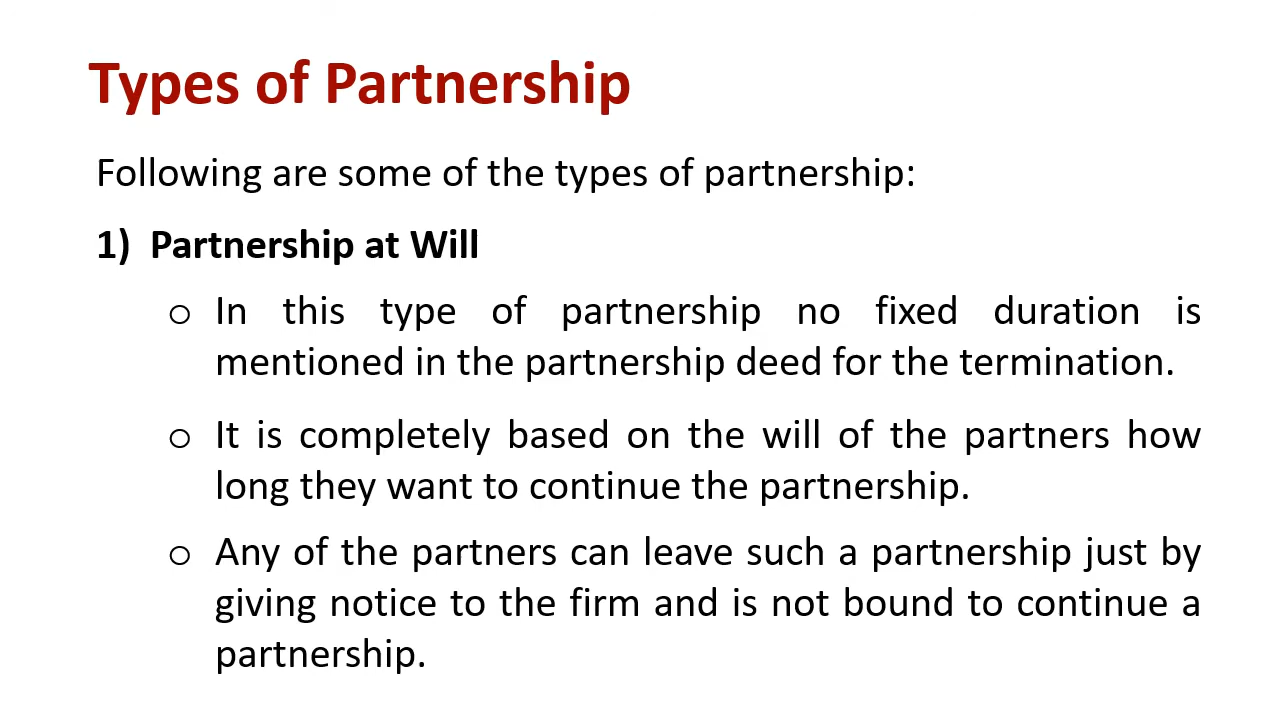 Types of Partnership
Following are some of the types of partnership:
1) Partnership at Will
o In this type of partnership no fixed duration is
mentioned in the partnership deed for the termination.
o It is completely based on the will of the partners how
long they want to continue the partnership.
o Any of the partners can leave such a partnership just by
giving notice to the firm and is not bound to continue a
partnership.